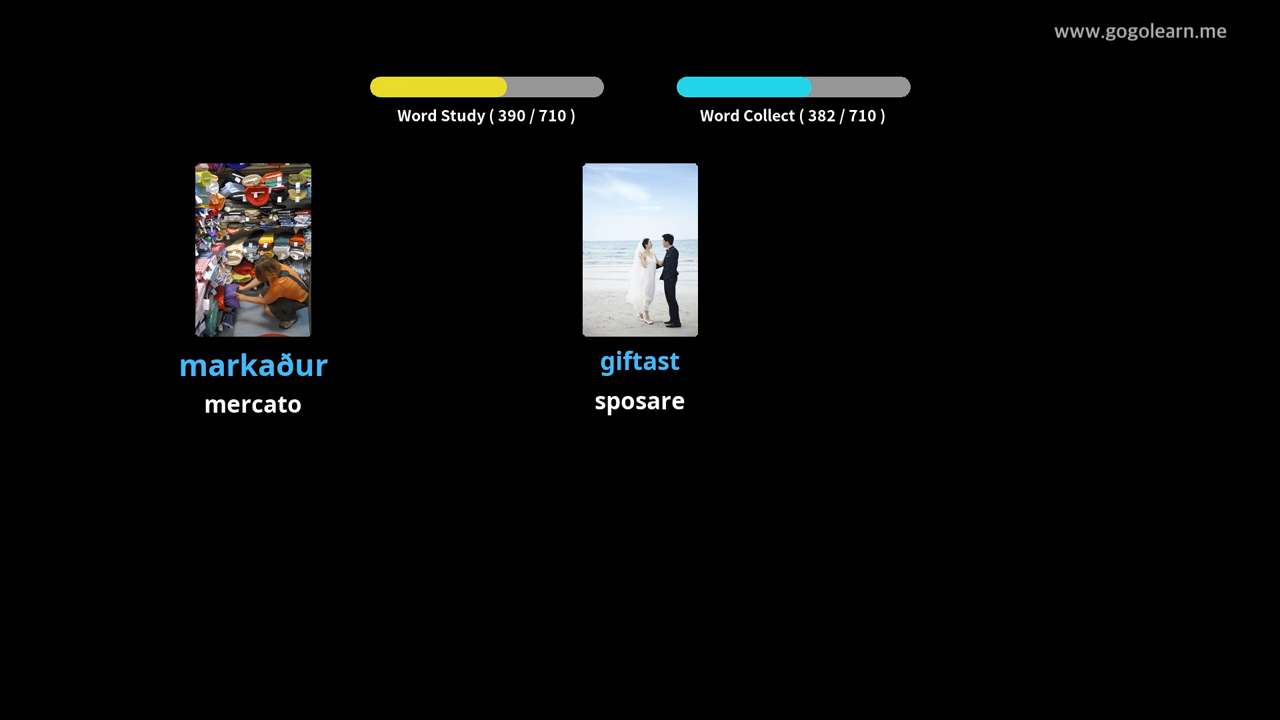 www.gogolearn.me
Word Study ( 390 / 710 )
Word Collect ( 382 / 710 )
markaður
mercato
giftast
sposare